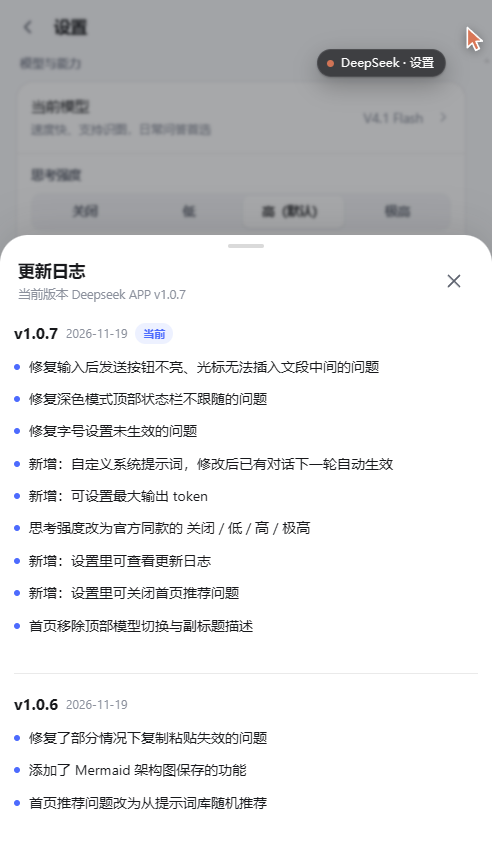 设置
模型与能力
DeepSeek · 设置
当前模型
速度快、支持识图，日常问答首选
V4.1 Flash
思考强度
关闭
低
高（默认）
极高
更新日志
当前版本 Deepseek APP v1.0.7
v1.0.7 2026-11-19 当前
修复输入后发送按钮不亮、光标无法插入文段中间的问题
修复深色模式顶部状态栏不跟随的问题
修复字号设置未生效的问题
新增：自定义系统提示词，修改后已有对话下一轮自动生效
新增：可设置最大输出 token
思考强度改为官方同款的 关闭 / 低 / 高 / 极高
新增：设置里可查看更新日志
新增：设置里可关闭首页推荐问题
首页移除顶部模型切换与副标题描述
v1.0.6 2026-11-19
修复了部分情况下复制粘贴失效的问题
添加了 Mermaid 架构图保存的功能
首页推荐问题改为从提示词库随机推荐